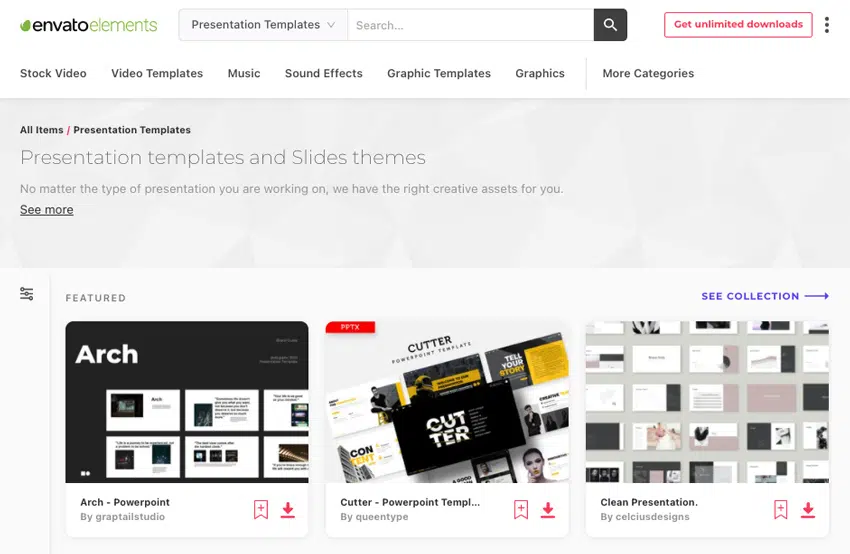 envatoelements
Presentation Templates
Search...
Get unlimited downloads
Stock Video
Video Templates
Music
Sound Effects
Graphic Templates
Graphics
More Categories
All Items / Presentation Templates
Presentation templates and Slides themes
No matter the type of presentation you are working on, we have the right creative assets for you.
See more
FEATURED
SEE COLLECTION
Arch
Arch
PPTX
CUTTER
POWERPOINT TEMPLATE
TELL
YOUR
STORY
CUT
TER
CON
ENT
Arch - Powerpoint
By graptailstudio
Cutter - Powerpoint Templ...
By queentype
Clean Presentation.
By celciusdesigns